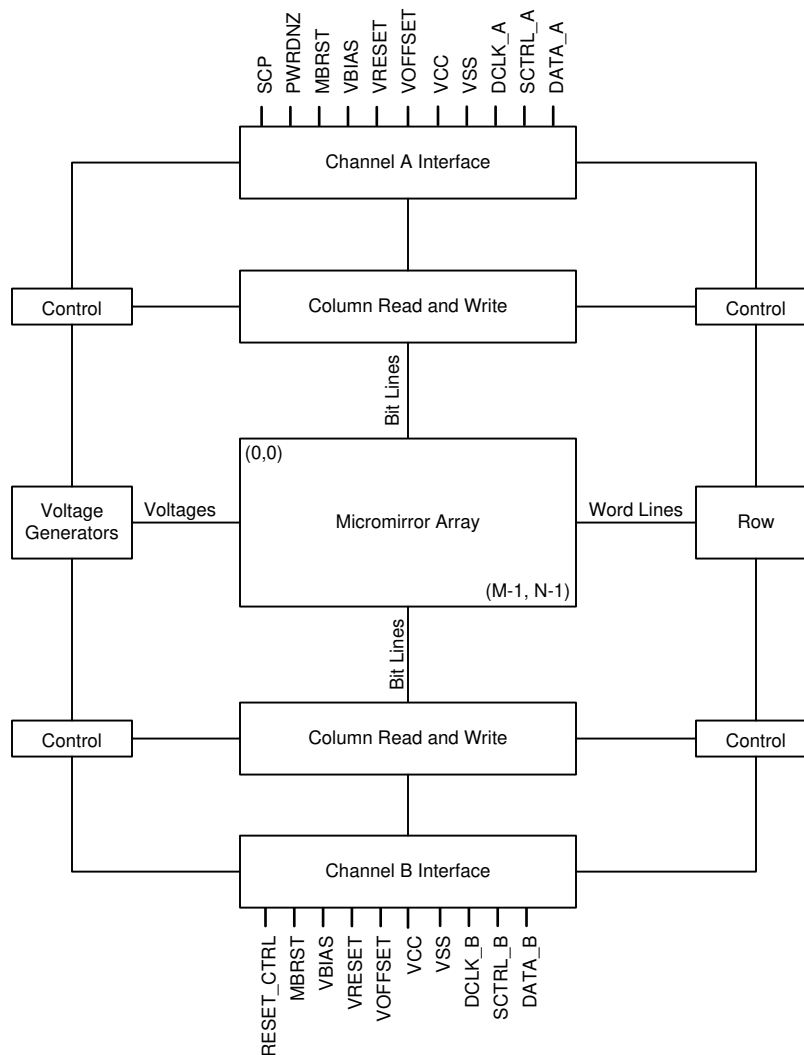 SCP
PWRDNZ
MBRST
VBIAS
VRESET
VOFFSET
VCC
VSS
DCLK_A
SCTRL_A
DATA_A
Channel A Interface
Control
Column Read and Write
Control
Bit Lines
(0,0)
Voltage
Generators
Voltages
Micromirror Array
Word Lines
Row
(M-1, N-1)
Bit Lines
Control
Column Read and Write
Control
Channel B Interface
RESET_CTRL
MBRST
VBIAS
VRESET
VOFFSET
VCC
VSS
DCLK_B
SCTRL_B
DATA_B